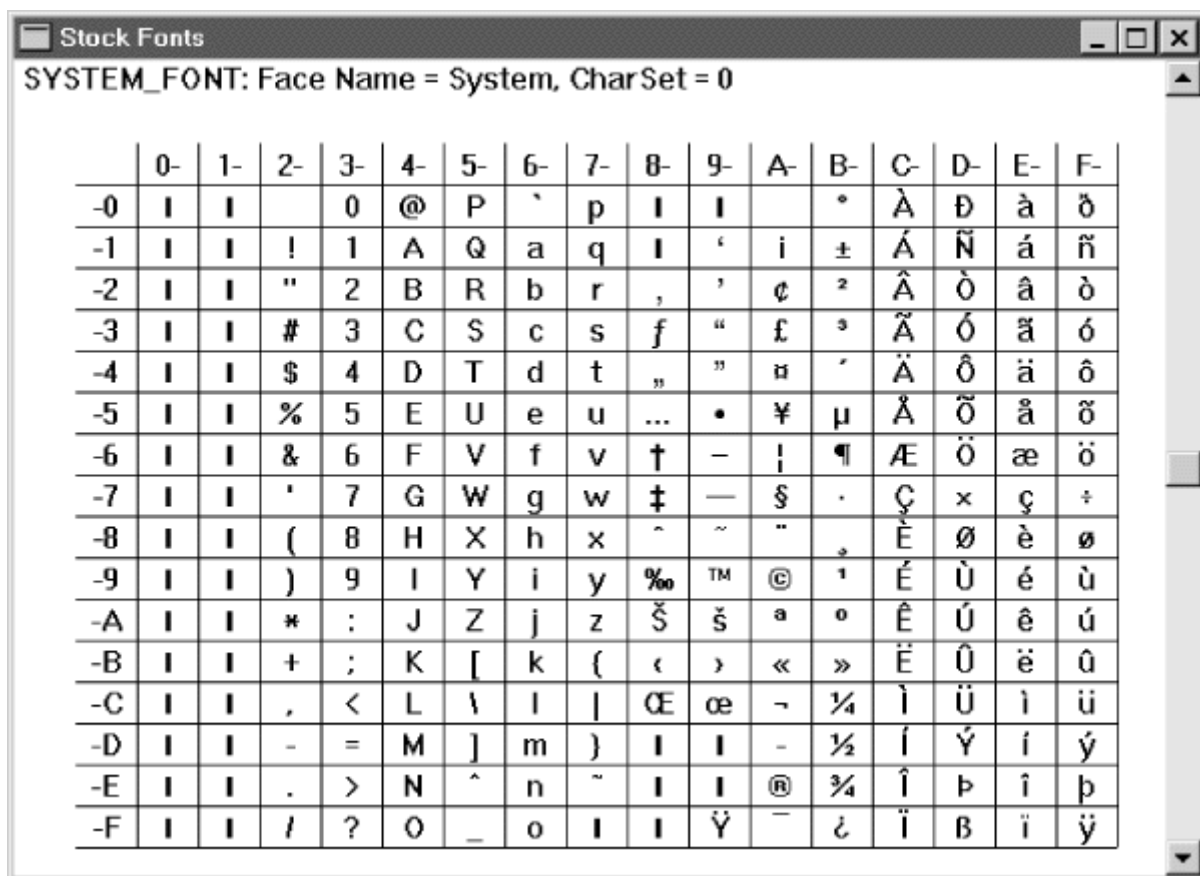 Stock Fonts
SYSTEM_FONT: Face Name = System, CharSet = 0
0- 1- 2- 3- 4- 5- 6- 7- 8- 9- A- B- C- D- E- F-
-0 0 @ P ` p ° À Ð à ð
-1 ! 1 A Q a q ‘ ¡ ± Á Ñ á ñ
-2 " 2 B R b r ‚ ’ ¢ ² Â Ò â ò
-3 # 3 C S c s ƒ “ £ ³ Ã Ó ã ó
-4 $ 4 D T d t „ ” ¤ ´ Ä Ô ä ô
-5 % 5 E U e u … • ¥ µ Å Õ å õ
-6 & 6 F V f v † – ¦ ¶ Æ Ö æ ö
-7 ' 7 G W g w ‡ — § · Ç × ç ÷
-8 ( 8 H X h x ˆ ˜ ¨ ¸ È Ø è ø
-9 ) 9 I Y i y ‰ ™ © ¹ É Ù é ù
-A * : J Z j z Š š ª º Ê Ú ê ú
-B + ; K [ k { ‹ › « » Ë Û ë û
-C , < L \ l | Œ œ ¬ ¼ Ì Ü ì ü
-D - = M ] m } - ½ Í Ý í ý
-E . > N ^ n ~ ® ¾ Î Þ î þ
-F / ? O _ o Ÿ ¯ ¿ Ï ß ï ÿ